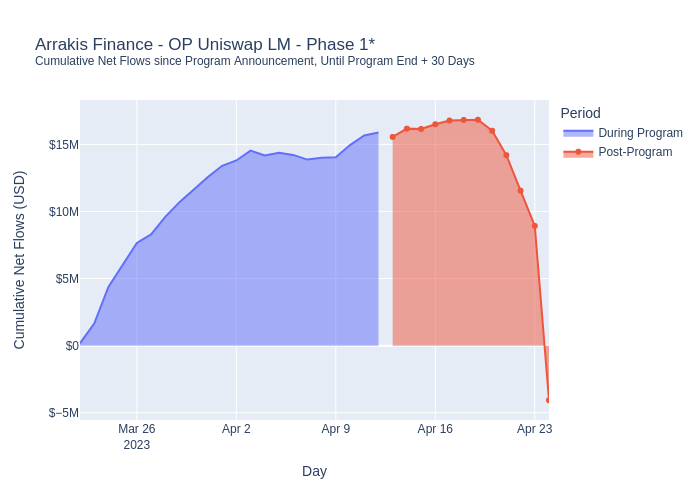 Arrakis Finance - OP Uniswap LM - Phase 1*
Cumulative Net Flows since Program Announcement, Until Program End + 30 Days
Period
During Program
Post-Program
Cumulative Net Flows (USD)
$15M
$10M
$5M
$0
−$5M
Mar 26
2023
Apr 2
Apr 9
Apr 16
Apr 23
Day